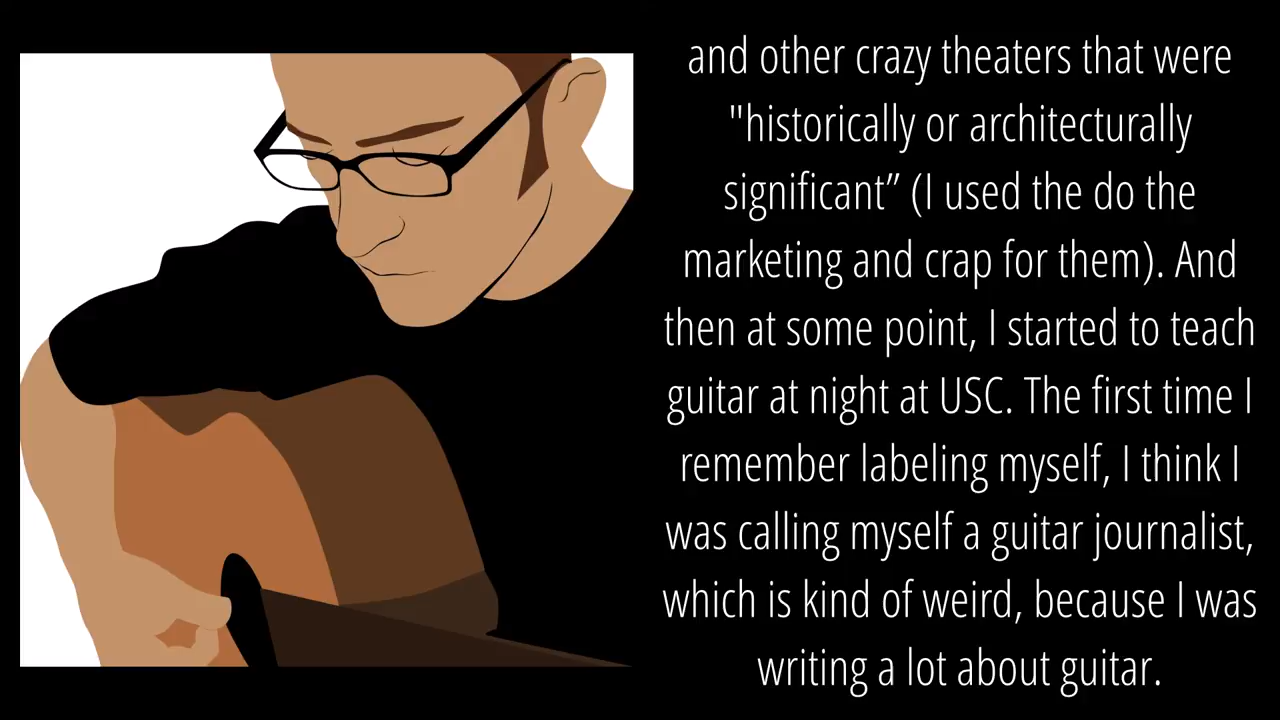 and other crazy theaters that were
"historically or architecturally
significant” (I used the do the
marketing and crap for them). And
then at some point, I started to teach
guitar at night at USC. The first time I
remember labeling myself, I think I
was calling myself a guitar journalist,
which is kind of weird, because I was
writing a lot about guitar.